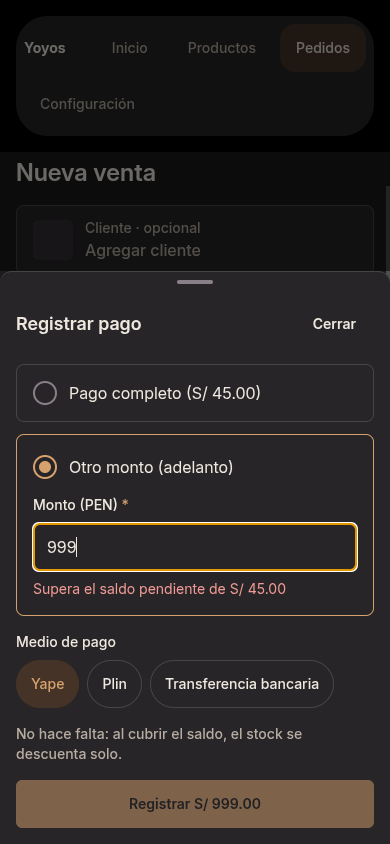 Yoyos
Inicio
Productos
Pedidos
Configuración
Nueva venta
Cliente · opcional
Agregar cliente
Registrar pago
Cerrar
Pago completo (S/ 45.00)
Otro monto (adelanto)
Monto (PEN) *
999
Supera el saldo pendiente de S/ 45.00
Medio de pago
Yape
Plin
Transferencia bancaria
No hace falta: al cubrir el saldo, el stock se
descuenta solo.
Registrar S/ 999.00